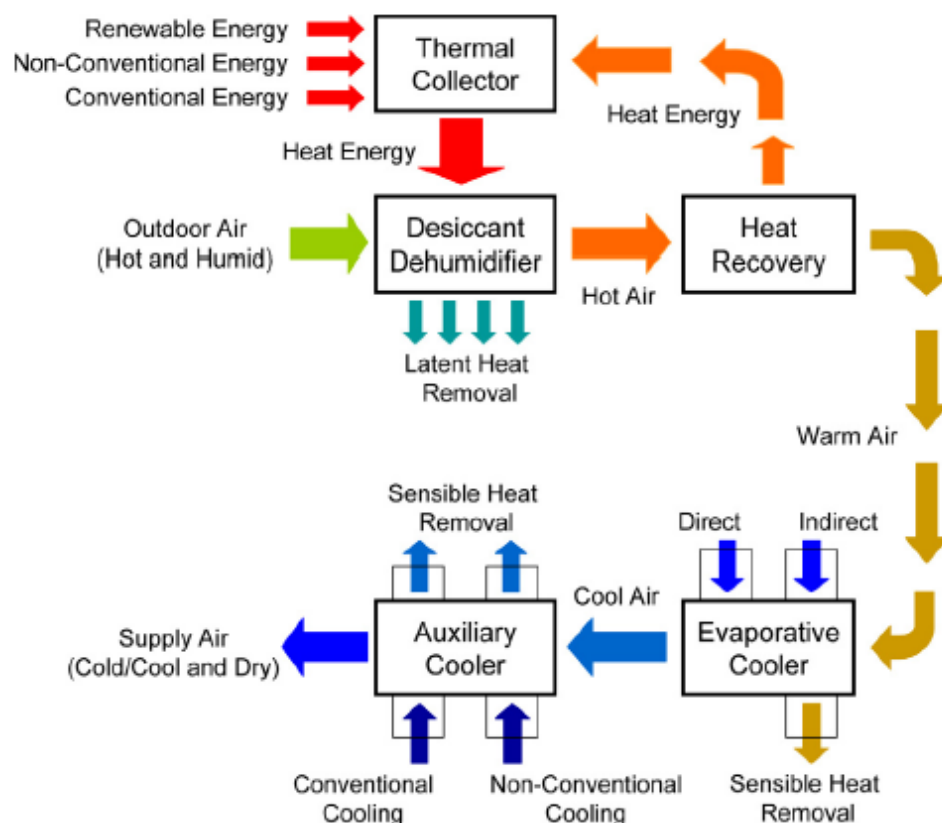 Renewable Energy
Non-Conventional Energy
Conventional Energy
Thermal
Collector
Heat Energy
Heat Energy
Outdoor Air
(Hot and Humid)
Desiccant
Dehumidifier
Hot Air
Heat
Recovery
Latent Heat
Removal
Warm Air
Sensible Heat
Removal
Direct
Indirect
Cool Air
Supply Air
(Cold/Cool and Dry)
Auxiliary
Cooler
Evaporative
Cooler
Conventional
Cooling
Non-Conventional
Cooling
Sensible Heat
Removal